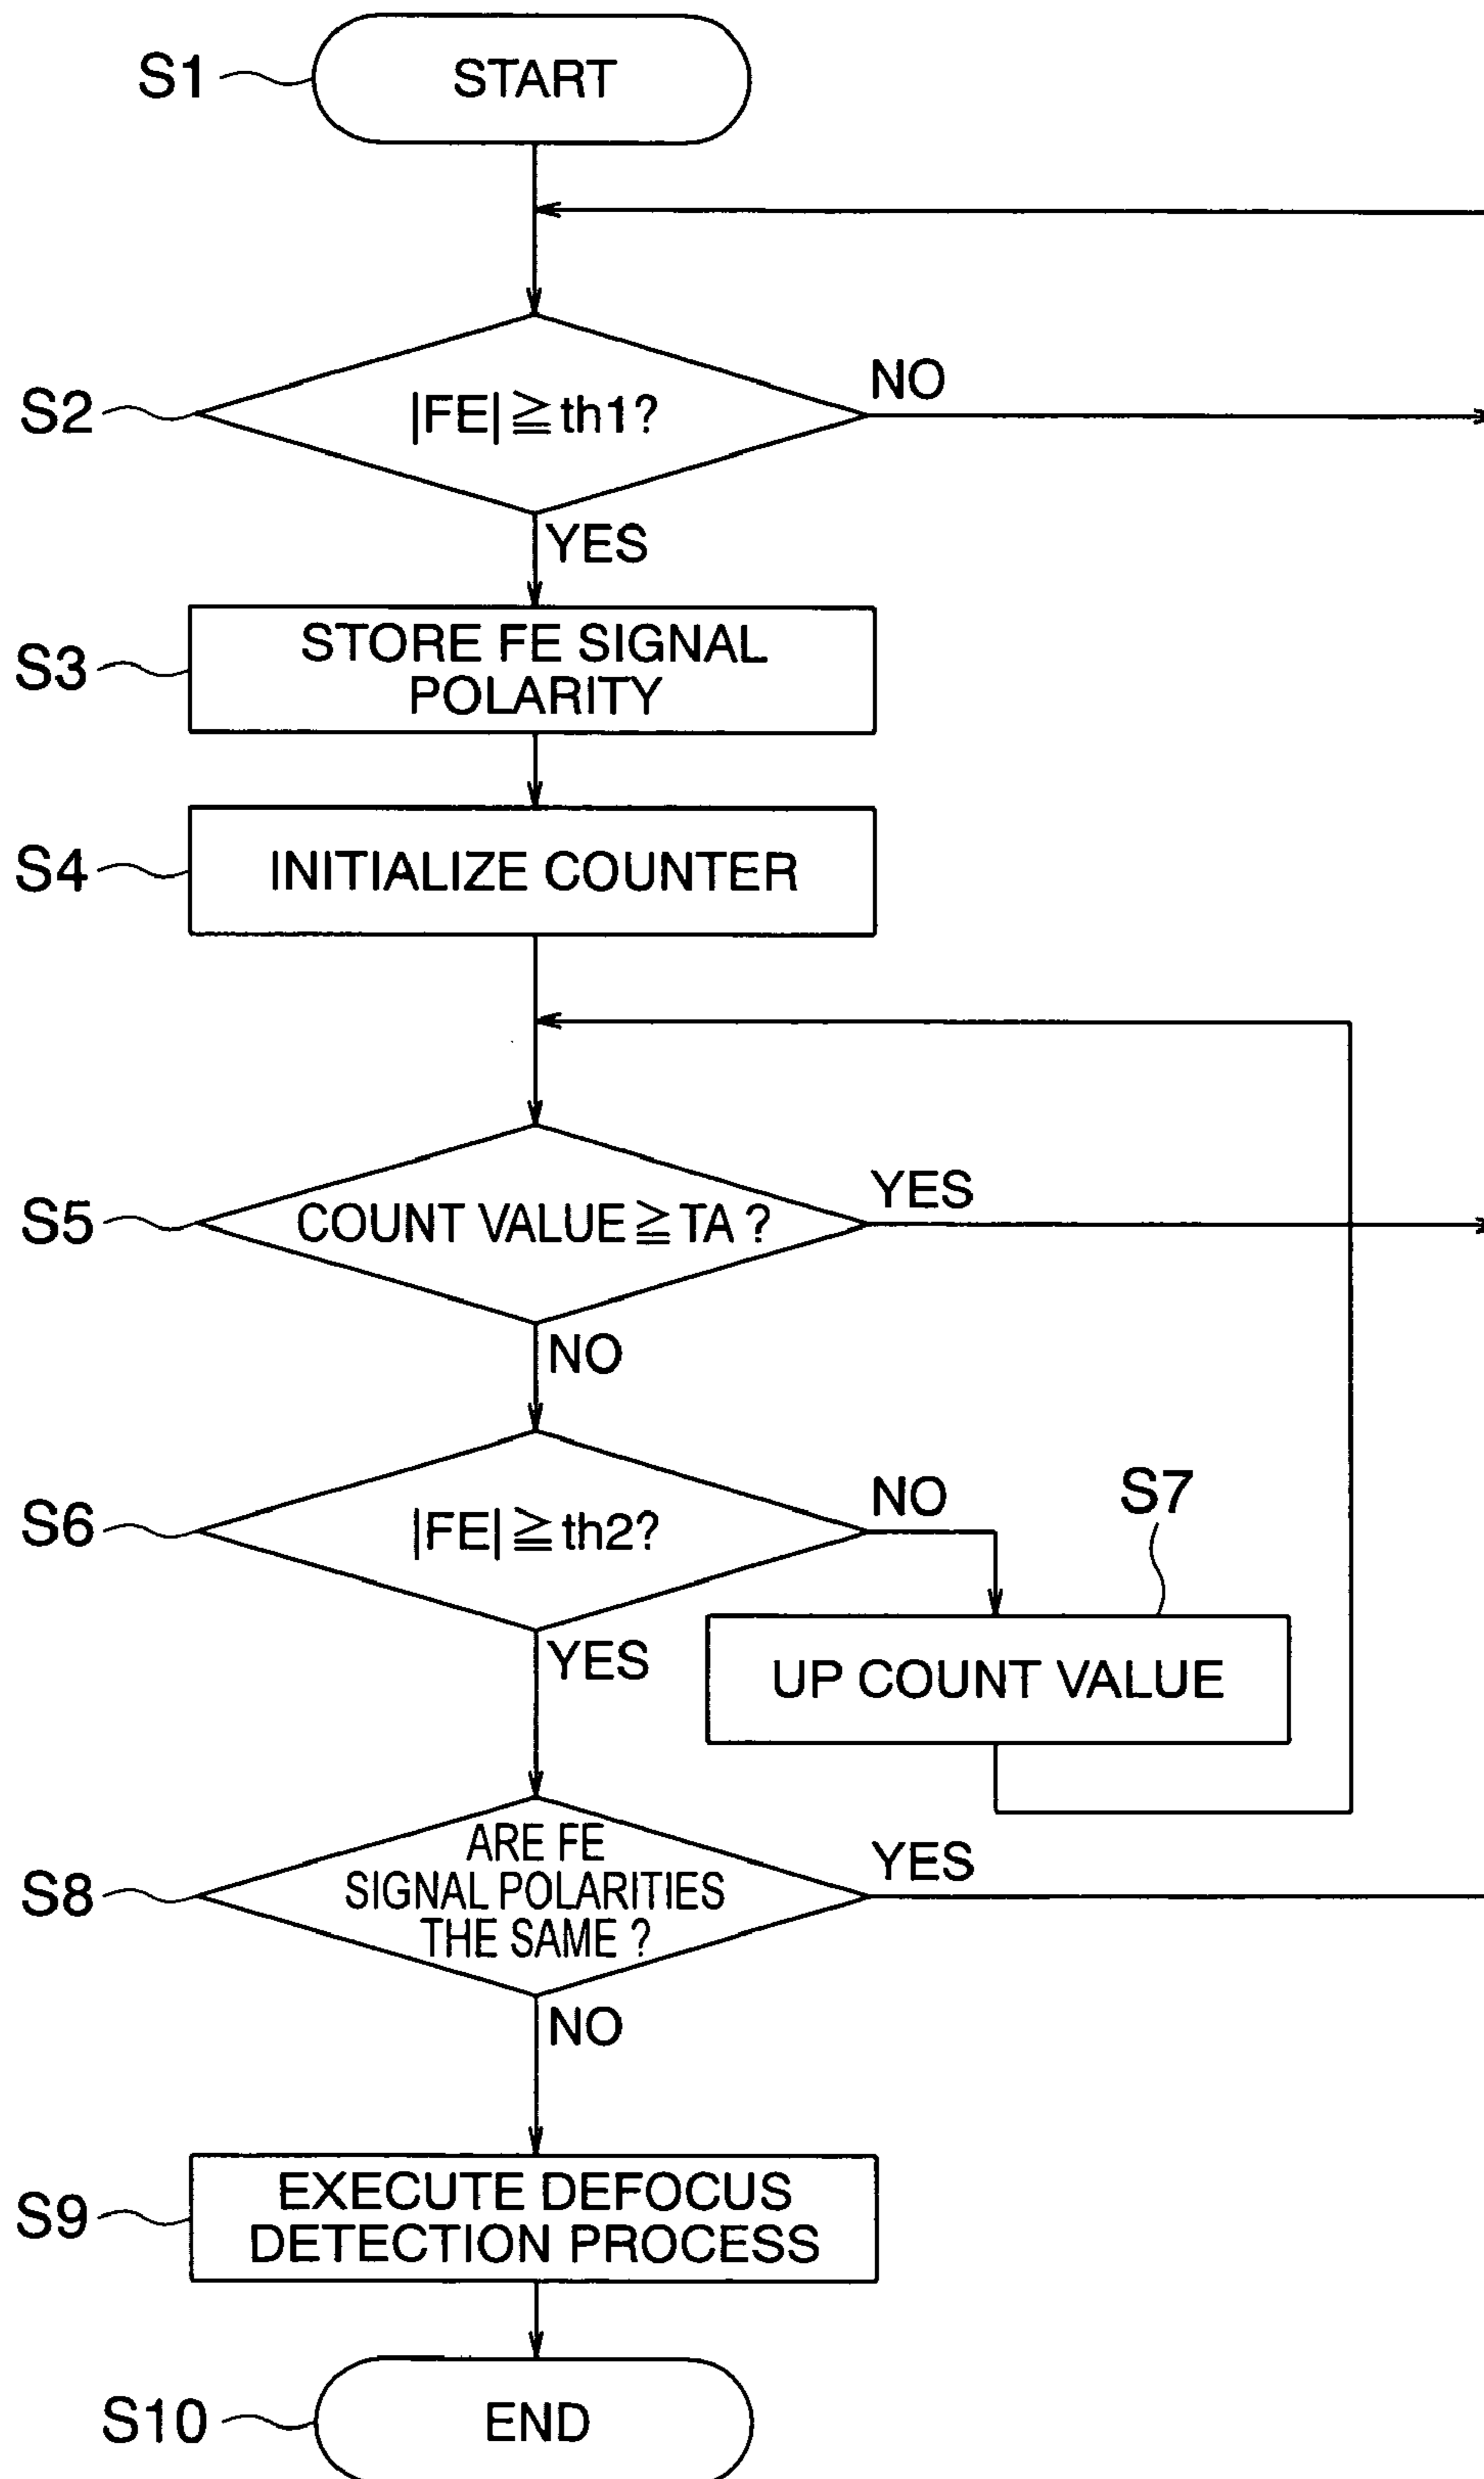 S1
START
S2
|FE| ≧ th1?
NO
YES
S3
STORE FE SIGNAL
POLARITY
S4
INITIALIZE COUNTER
S5
COUNT VALUE ≧ TA ?
YES
NO
S6
|FE| ≧ th2?
NO
S7
YES
UP COUNT VALUE
S8
ARE FE
SIGNAL POLARITIES
THE SAME ?
YES
NO
S9
EXECUTE DEFOCUS
DETECTION PROCESS
S10
END